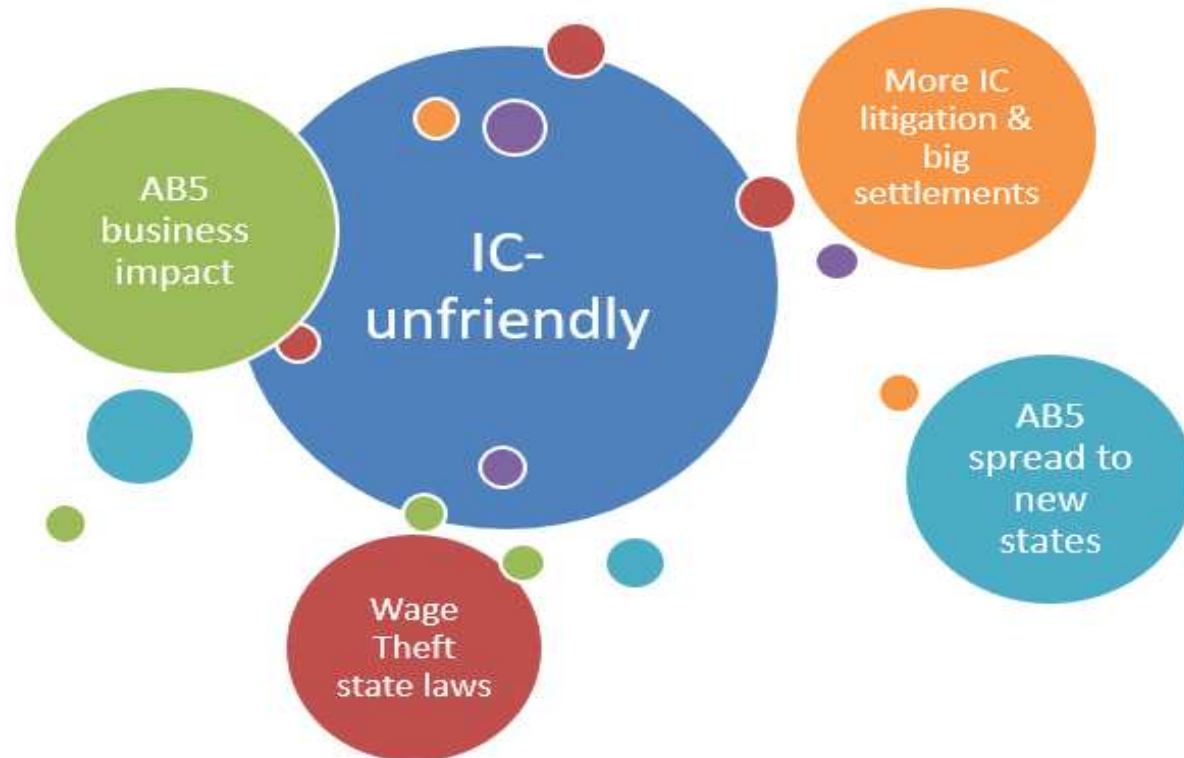 AB5
business
impact
IC-
unfriendly
More IC
litigation &
big
settlements
AB5
spread to
new
states
Wage
Theft
state laws